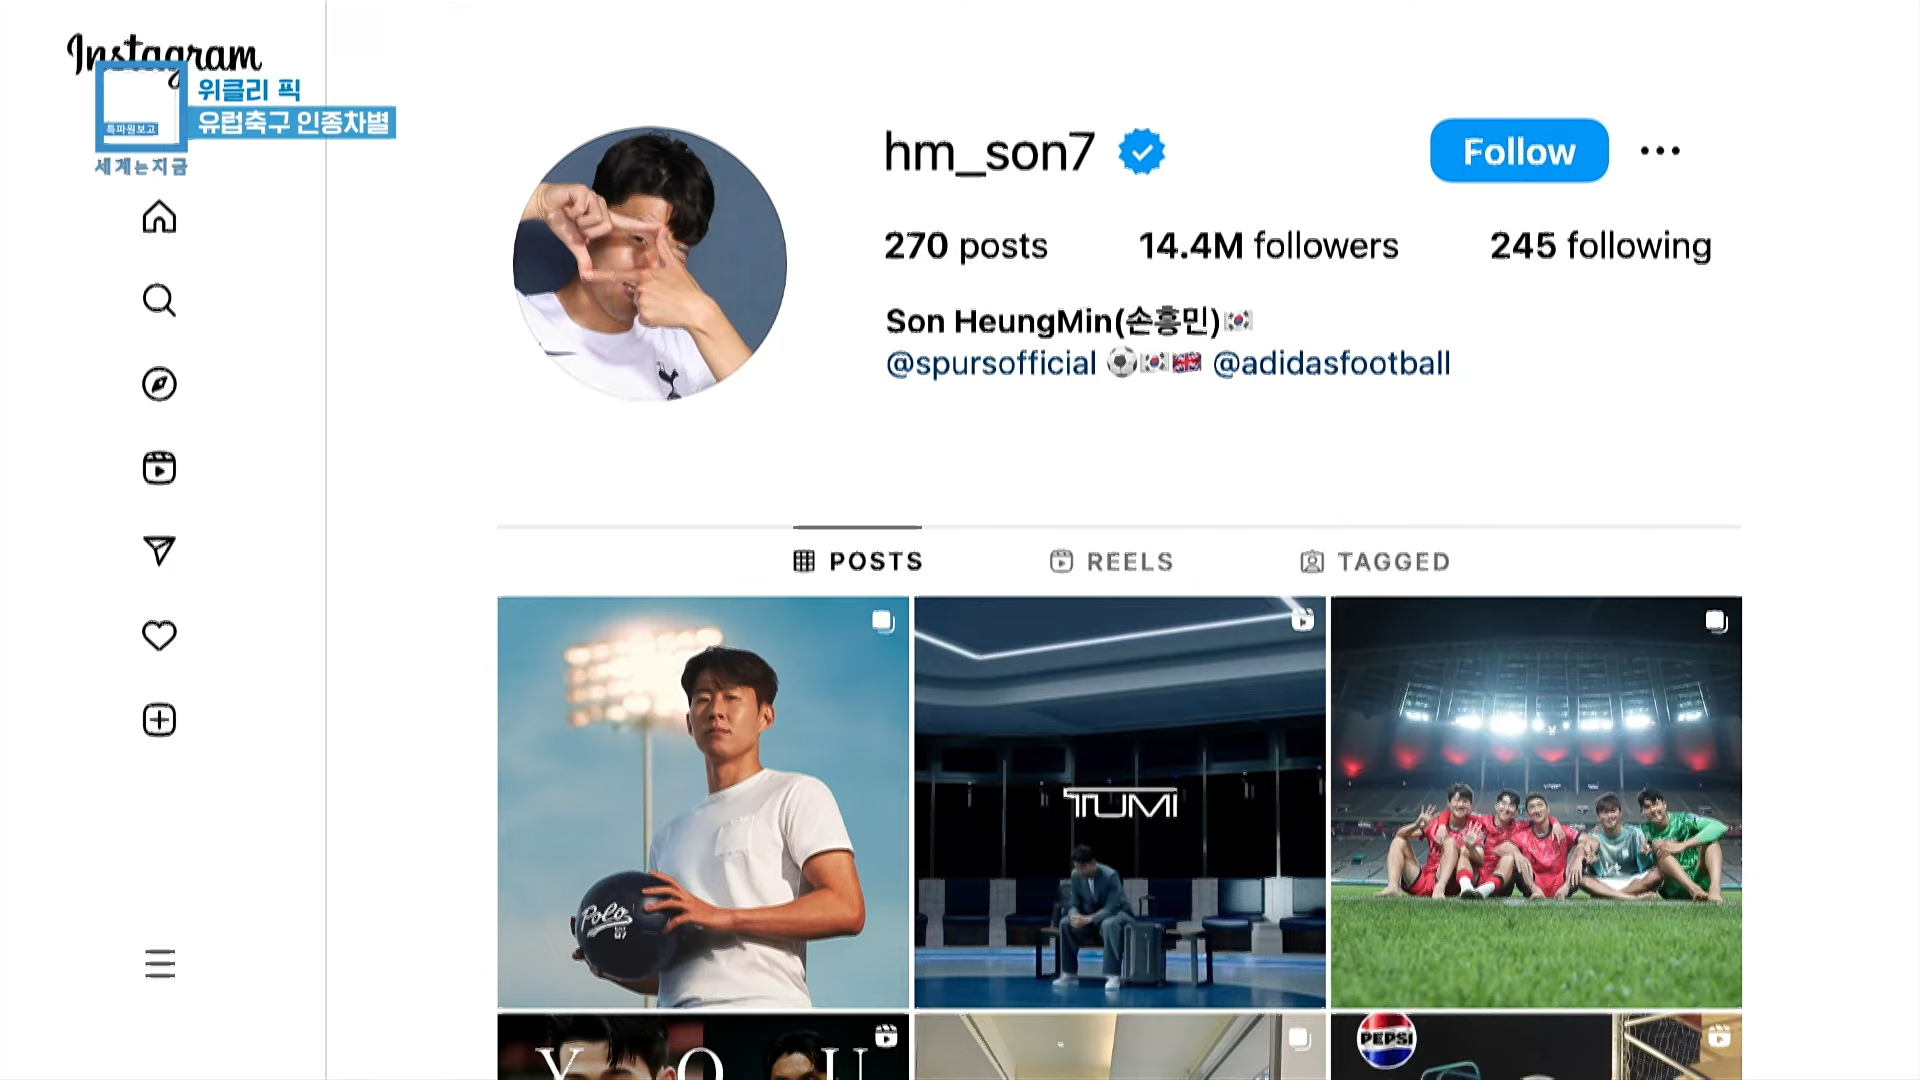 Instagram
위클리 픽
유럽축구 인종차별
특파원보고
세계는지금
hm_son7
Follow
270 posts
14.4M followers
245 following
Son HeungMin(손흥민)🇰🇷
@spursofficial ⚽🇰🇷🇬🇧 @adidasfootball
POSTS
REELS
TAGGED
Polo
TUMI
YOU
PEPSI